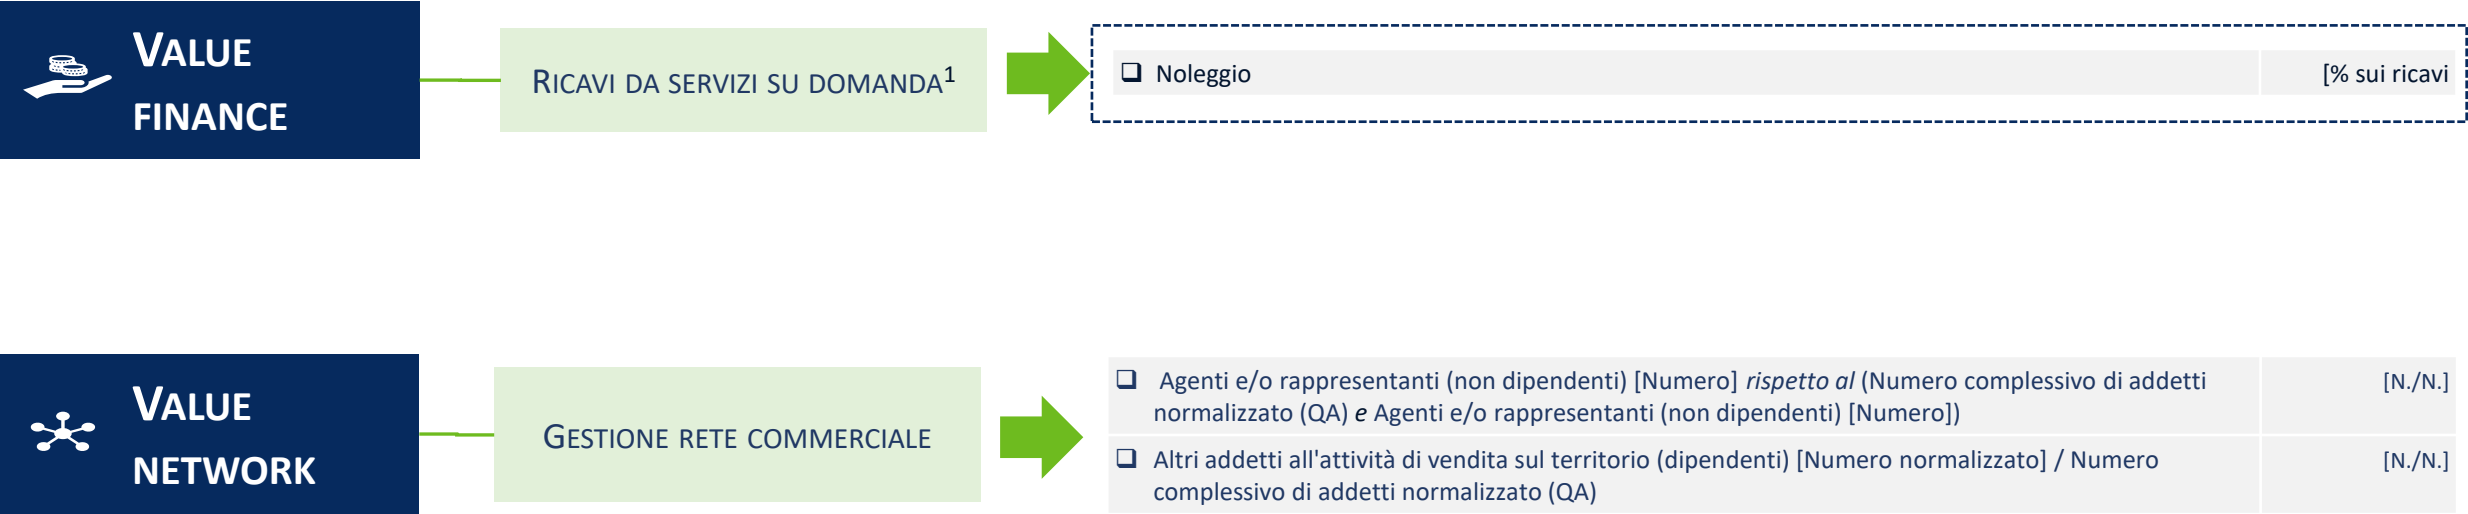 VALUE
FINANCE
RICAVI DA SERVIZI SU DOMANDA1
❑ Noleggio
[% sui ricavi
VALUE
NETWORK
GESTIONE RETE COMMERCIALE
❑ Agenti e/o rappresentanti (non dipendenti) [Numero] rispetto al (Numero complessivo di addetti
normalizzato (QA) e Agenti e/o rappresentanti (non dipendenti) [Numero])
[N./N.]
❑ Altri addetti all'attività di vendita sul territorio (dipendenti) [Numero normalizzato] / Numero
complessivo di addetti normalizzato (QA)
[N./N.]